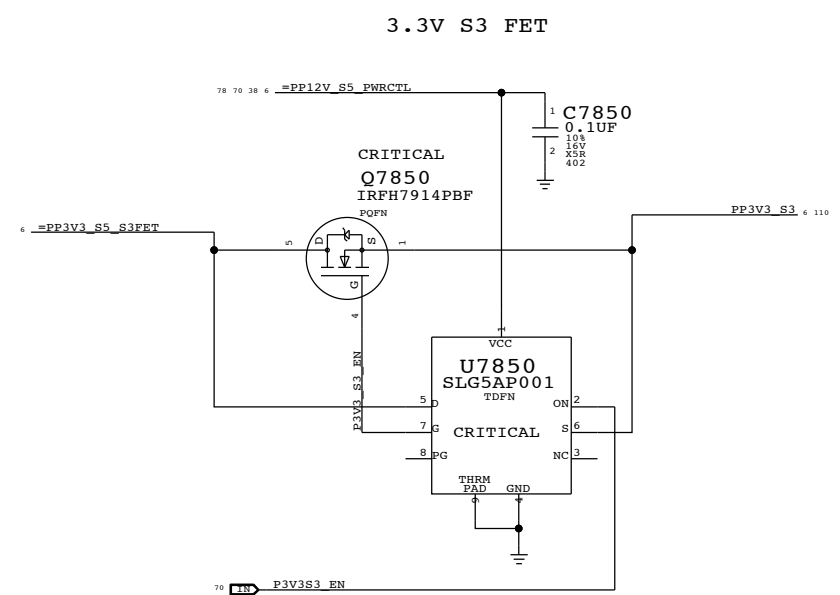 3.3V S3 FET
78 70 38 6 =PP12V_S5_PWRCTL
1 C7850
0.1UF
10%
2 16V
X5R
402
CRITICAL
Q7850
IRFH7914PBF
PQFN
6 =PP3V3_S5_S3FET
PP3V3_S3 6 110
5 D S 1
G
4
P3V3_S3_EN
1
VCC
U7850
SLG5AP001
TDFN
5 D ON 2
7 G CRITICAL S 6
8 PG NC 3
THRM
PAD GND
9 4
70 IN P3V3S3_EN